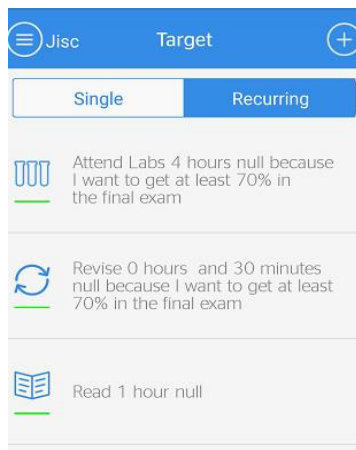 Jisc Target
Single Recurring
Attend Labs 4 hours null because
I want to get at least 70% in
the final exam
Revise 0 hours and 30 minutes
null because I want to get at least
70% in the final exam
Read 1 hour null